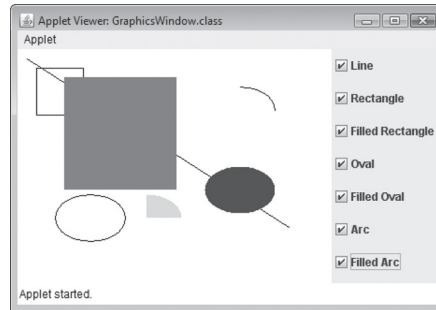 Applet Viewer: GraphicsWindow.class
Applet
Line
Rectangle
Filled Rectangle
Oval
Filled Oval
Arc
Filled Arc
Applet started.